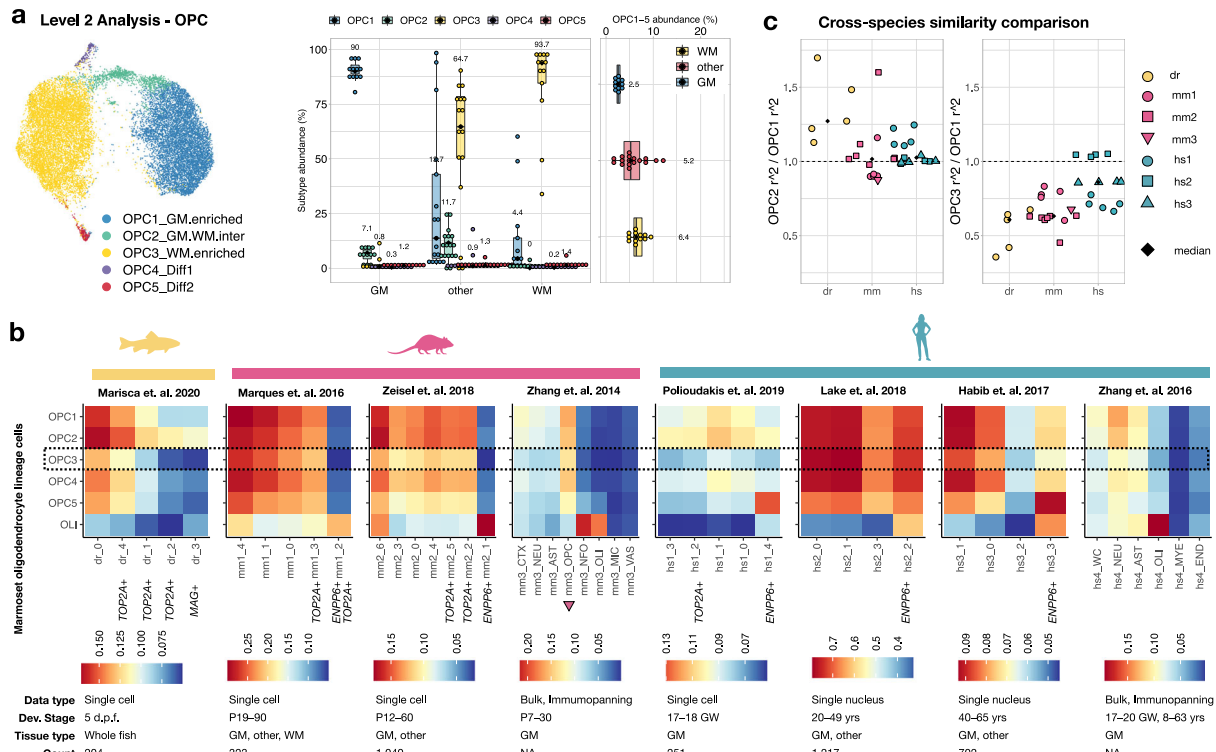 a Level 2 Analysis - OPC
OPC1_GM.enriched
OPC2_GM.WM.inter
OPC3_WM.enriched
OPC4_Diff1
OPC5_Diff2
OPC1 OPC2 OPC3 OPC4 OPC5
Subtype abundance (%)
100
75
50
25
0
90
7.1
0.8
0.3
1.2
64.7
11.7
0.9
1.3
4.4
0
93.7
0.2
1.4
GM other WM
OPC1–5 abundance (%)
0 10 20
WM
other
GM
2.5
5.2
6.4
c Cross-species similarity comparison
OPC2 r^2 / OPC1 r^2
1.5
1.0
0.5
dr mm hs
OPC3 r^2 / OPC1 r^2
1.5
1.0
0.5
dr mm hs
dr
mm1
mm2
mm3
hs1
hs2
hs3
median
b
Marisca et. al. 2020 Marques et. al. 2016 Zeisel et. al. 2018 Zhang et. al. 2014 Polioudakis et. al. 2019 Lake et. al. 2018 Habib et. al. 2017 Zhang et. al. 2016
Marmoset oligodendrocyte lineage cells
OPC1
OPC2
OPC3
OPC4
OPC5
OLI
dr_0 dr_4 dr_1 dr_2 dr_3
TOP2A+ TOP2A+ TOP2A+ MAG+
mm1_4 mm1_1 mm1_0 mm1_3 mm1_2
TOP2A+ ENPP6+ TOP2A+
mm2_6 mm2_3 mm2_0 mm2_4 mm2_5 mm2_2 mm2_1
TOP2A+ TOP2A+ ENPP6+
mm3_CTX mm3_NEU mm3_AST mm3_OPC mm3_NFO mm3_OLI mm3_MIC mm3_VAS
hs1_3 hs1_2 hs1_1 hs1_0 hs1_4
TOP2A+ ENPP6+
hs2_0 hs2_1 hs2_3 hs2_2
ENPP6+
hs3_1 hs3_0 hs3_2 hs3_3
ENPP6+
hs4_WC hs4_NEU hs4_AST hs4_OLI hs4_MYE hs4_END
0.150 0.125 0.100 0.075
0.25 0.20 0.15 0.10
0.15 0.10 0.05
0.20 0.15 0.10 0.05
0.13 0.11 0.09 0.07
0.7 0.6 0.5 0.4
0.09 0.08 0.07 0.06 0.05
0.15 0.10 0.05
Data type Single cell Single cell Single cell Bulk, Immumopanning Single cell Single nucleus Single nucleus Bulk, Immunopanning
Dev. Stage 5 d.p.f. P19–90 P12–60 P7–30 17–18 GW 20–49 yrs 40–65 yrs 17–20 GW, 8–63 yrs
Tissue type Whole fish GM, other, WM GM, other GM GM GM, other GM, other GM